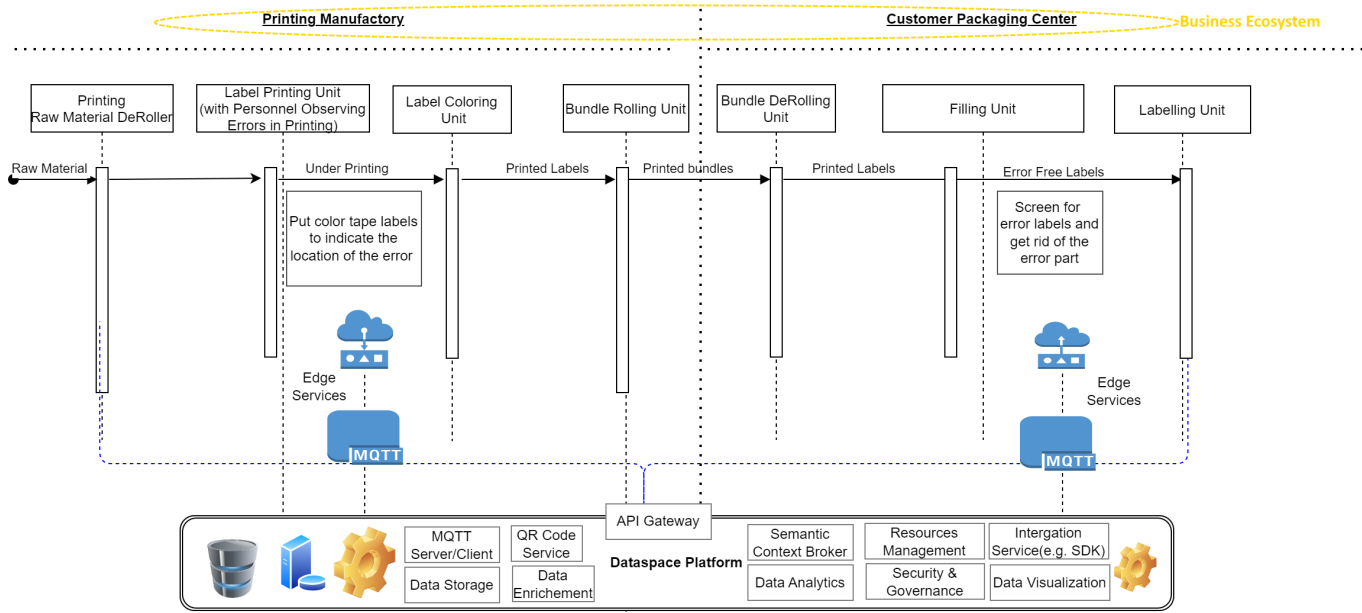 Printing Manufactory
Customer Packaging Center
Business Ecosystem
Printing
Raw Material DeRoller
Label Printing Unit
(with Personnel Observing
Errors in Printing)
Label Coloring
Unit
Bundle Rolling Unit
Bundle DeRolling
Unit
Filling Unit
Labelling Unit
Raw Material
Under Printing
Printed Labels
Printed bundles
Printed Labels
Error Free Labels
Put color tape labels
to indicate the
location of the error
Screen for
error labels and
get rid of the
error part
Edge
Services
Edge
Services
MQTT
MQTT
API Gateway
MQTT
Server/Client
QR Code
Service
Data Storage
Data
Enrichement
Dataspace Platform
Semantic
Context Broker
Resources
Management
Intergation
Service(e.g. SDK)
Data Analytics
Security &
Governance
Data Visualization